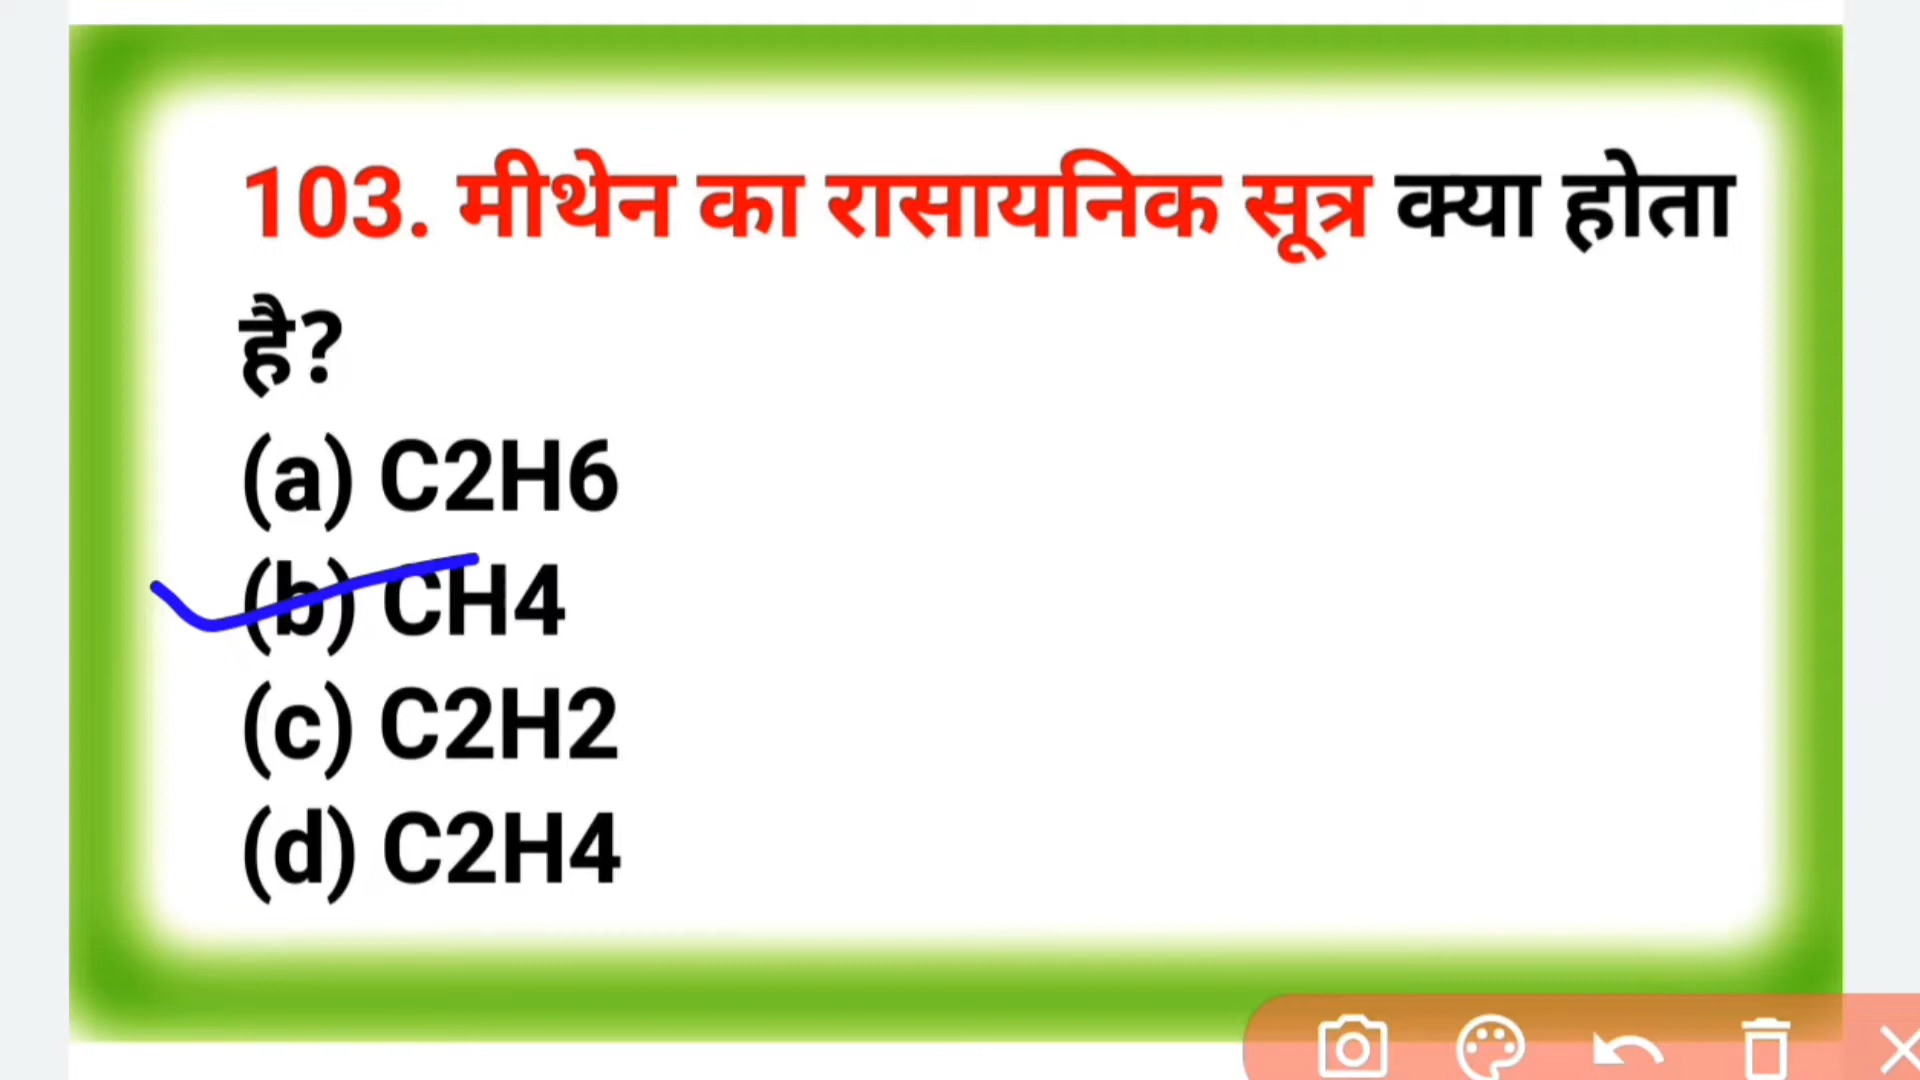 103. मीथेन का रासायनिक सूत्र क्या होता
है?
(a) C2H6
(b) CH4
(c) C2H2
(d) C2H4